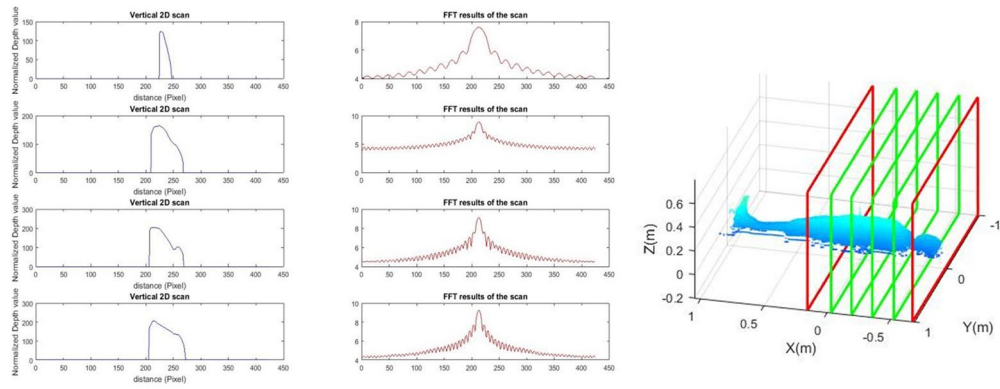 Vertical 2D scan
150
100
50
0
Normalized Depth value
0 50 100 150 200 250 300 350 400 450
distance (Pixel)
FFT results of the scan
8
6
4
0 50 100 150 200 250 300 350 400 450
Vertical 2D scan
200
100
0
Normalized Depth value
0 50 100 150 200 250 300 350 400 450
distance (Pixel)
FFT results of the scan
10
5
0
0 50 100 150 200 250 300 350 400 450
Vertical 2D scan
300
200
100
0
Normalized Depth value
0 50 100 150 200 250 300 350 400 450
distance (Pixel)
FFT results of the scan
10
8
6
4
0 50 100 150 200 250 300 350 400 450
Vertical 2D scan
300
200
100
0
Normalized Depth value
0 50 100 150 200 250 300 350 400 450
distance (Pixel)
FFT results of the scan
10
8
6
4
0 50 100 150 200 250 300 350 400 450
0.6
0.4
0.2
0
-0.2
Z(m)
1 0.5 0 -0.5
X(m)
-1
0
1
Y(m)